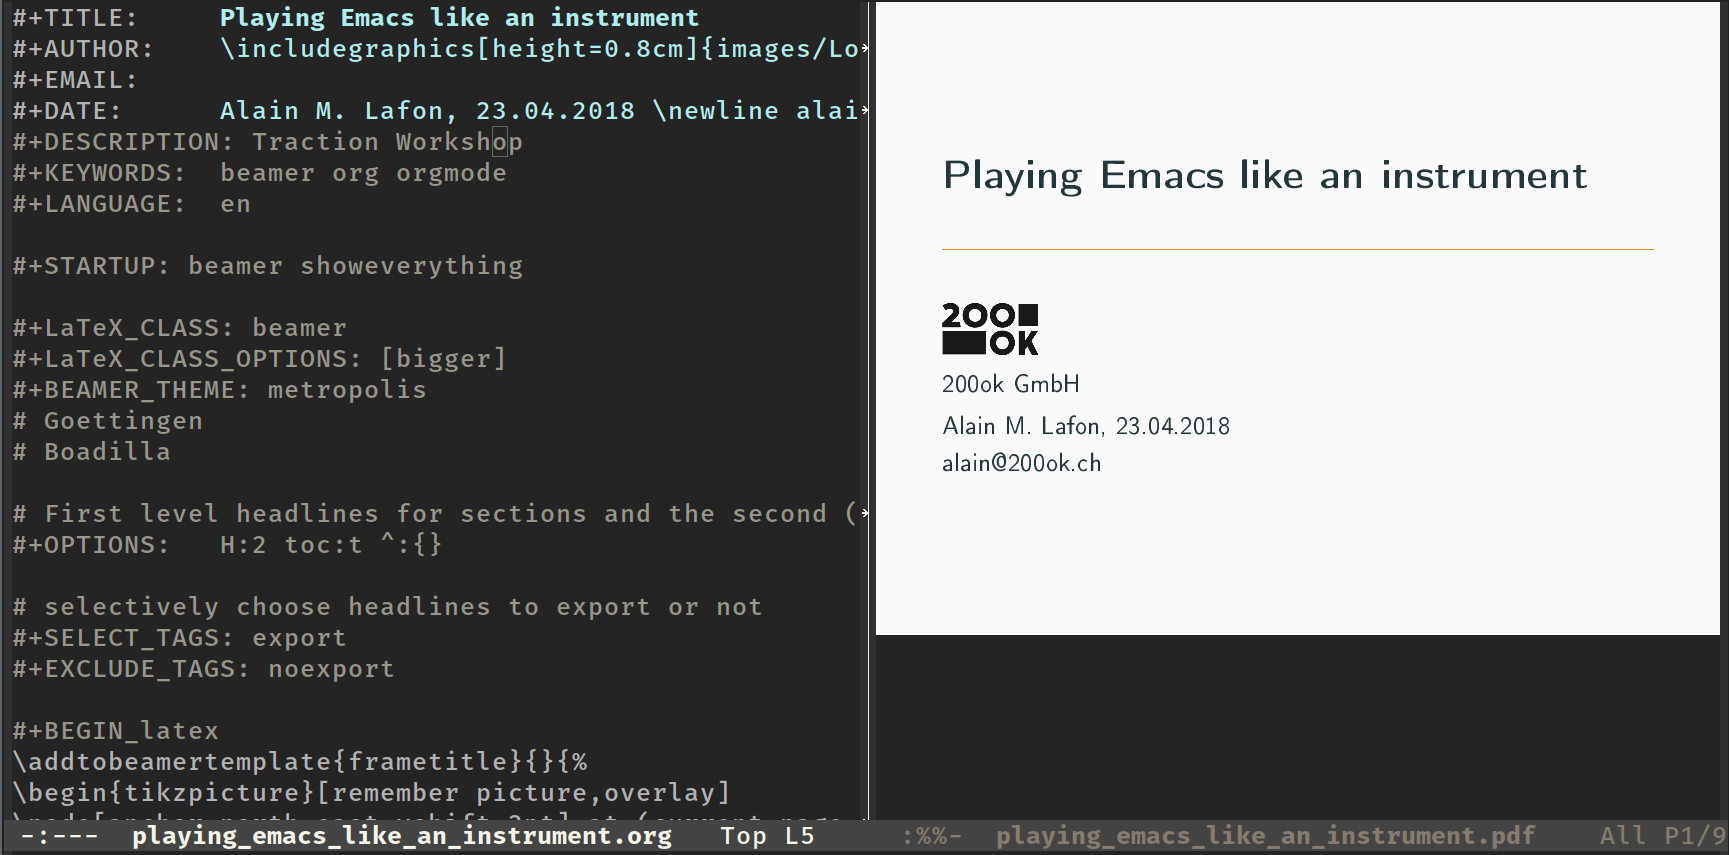 #+TITLE:     Playing Emacs like an instrument
#+AUTHOR:    \includegraphics[height=0.8cm]{images/Lo
#+EMAIL:
#+DATE:      Alain M. Lafon, 23.04.2018 \newline alai
#+DESCRIPTION: Traction Workshop
#+KEYWORDS:  beamer org orgmode
#+LANGUAGE:  en
#+STARTUP: beamer showeverything
#+LaTeX_CLASS: beamer
#+LaTeX_CLASS_OPTIONS: [bigger]
#+BEAMER_THEME: metropolis
# Goettingen
# Boadilla
# First level headlines for sections and the second (
#+OPTIONS:   H:2 toc:t ^:{}
# selectively choose headlines to export or not
#+SELECT_TAGS: export
#+EXCLUDE_TAGS: noexport
#+BEGIN_latex
\addtobeamertemplate{frametitle}{}{%
\begin{tikzpicture}[remember picture,overlay]
-:---  playing_emacs_like_an_instrument.org   Top L5
Playing Emacs like an instrument
200
OK
200ok GmbH
Alain M. Lafon, 23.04.2018
alain@200ok.ch
:%%-  playing_emacs_like_an_instrument.pdf    All P1/9